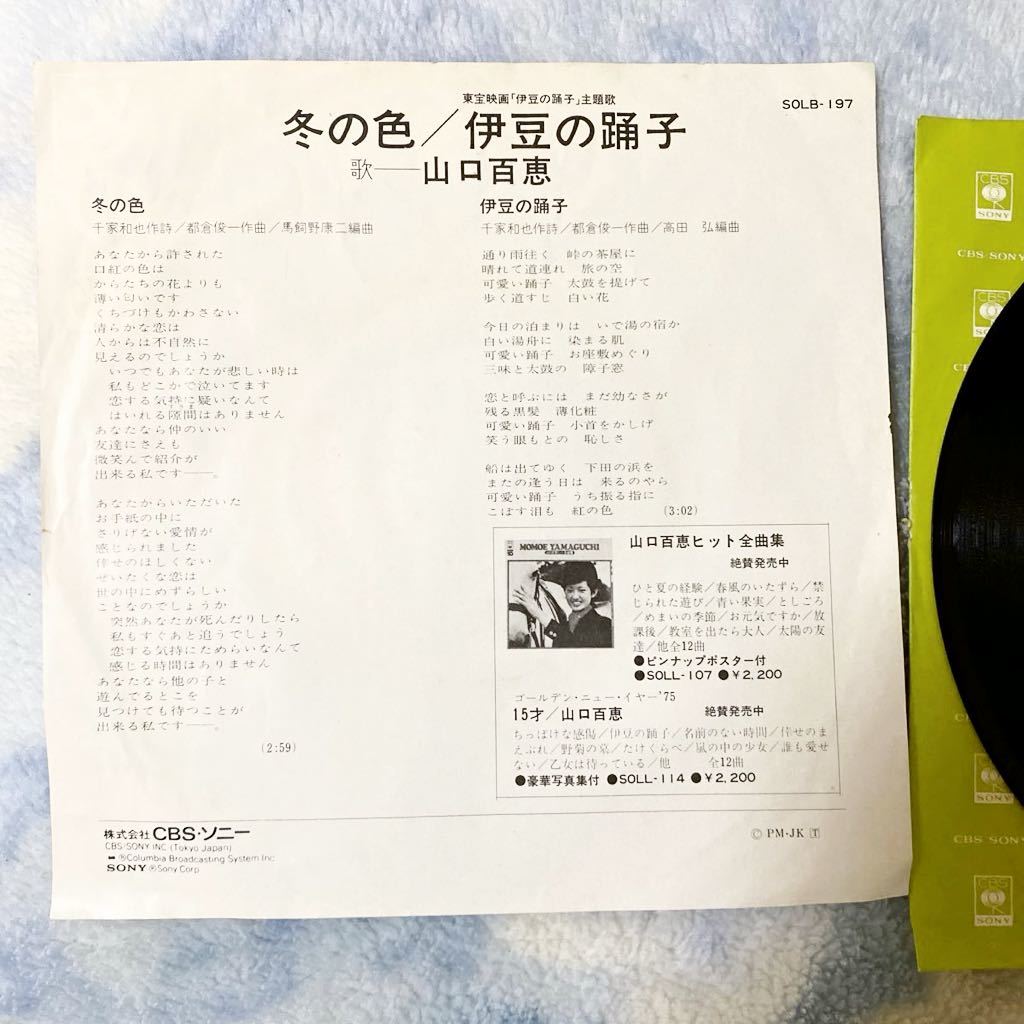 SOLB-197
東宝映画「伊豆の踊子」主題歌
冬の色／伊豆の踊子
歌——山口百恵
冬の色
千家和也作詩／都倉俊一作曲／馬飼野康二編曲
あなたから許された
口紅の色は
からたちの花よりも
薄い匂いです
くちづけもかわさない
清らかな恋は
人からは不自然に
見えるのでしょうか
いつでもあなたが悲しい時は
私もどこかで泣いてます
恋する気持に疑いなんて
はいれる隙間はありません
あなたなら仲のいい
友達にさえも
微笑んで紹介が
出来る私です——。
あなたからいただいた
お手紙の中に
さりげない愛情が
感じられました
倖せのほしくない
ぜいたくな恋は
世の中にめずらしい
ことなのでしょうか
突然あなたが死んだりしたら
私もすぐあと追うでしょう
恋する気持にためらいなんて
感じる時間はありません
あなたなら他の子と
遊んでるとこを
見つけても待つことが
出来る私です——。
(2:59)
伊豆の踊子
千家和也作詩／都倉俊一作曲／高田　弘編曲
通り雨往く　峠の茶屋に
晴れて道連れ　旅の空
可愛い踊子　太鼓を提げて
歩く道すじ　白い花
今日の泊まりは　いで湯の宿か
白い湯舟に　染まる肌
可愛い踊子　お座敷めぐり
三味と太鼓の　障子窓
恋と呼ぶには　まだ幼なさが
残る黒髪　薄化粧
可愛い踊子　小首をかしげ
笑う眼もとの　恥しさ
船は出てゆく　下田の浜を
またの逢う日は　来るのやら
可愛い踊子　うち振る指に
こぼす泪も　紅の色
(3:02)
MOMOE YAMAGUCHI
山口百恵ヒット全曲集
絶賛発売中
ひと夏の経験／春風のいたずら／禁
じられた遊び／青い果実／としごろ
／めまいの季節／お元気ですか／放
課後／教室を出たら大人／太陽の友
達／他全12曲
●ピンナップポスター付
●SOLL-107 ●￥2,200
ゴールデン・ニュー・イヤー'75
15才／山口百恵　絶賛発売中
ちっぽけな感傷／伊豆の踊子／名前のない時間／倖せのま
えぶれ／野菊の墓／たけくらべ／嵐の中の少女／誰も愛せ
ない／乙女は待っている／他　全12曲
●豪華写真集付 ●SOLL-114 ●￥2,200
株式会社 CBS・ソニー
CBS/SONY INC (Tokyo Japan)
®Columbia Broadcasting System Inc
SONY ®Sony Corp
© PM・JK Ⓣ
CBS
SONY
CBS SONY
CBS
CBS SONY
CBS
SONY